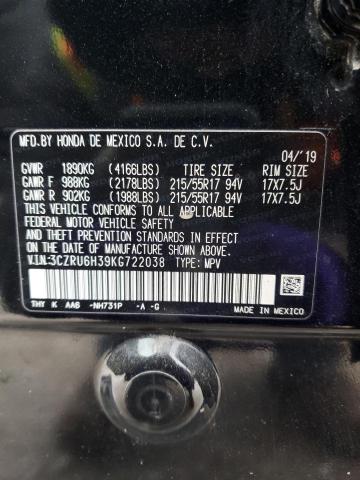 MFD. BY HONDA DE MEXICO S.A. DE C.V.
04/'19
GVWR 1890KG (4166LBS) TIRE SIZE RIM SIZE
GAWR F 988KG (2178LBS) 215/55R17 94V 17X7.5J
GAWR R 902KG (1988LBS) 215/55R17 94V 17X7.5J
THIS VEHICLE CONFORMS TO ALL APPLICABLE
FEDERAL MOTOR VEHICLE SAFETY AND
THEFT PREVENTION STANDARDS IN EFFECT
ON THE DATE OF MANUFACTURE SHOWN ABOVE.
V.I.N:3CZRU6H39KG722038 TYPE: MPV
THY K AA6 -NH731P -A -G
MADE IN MEXICO